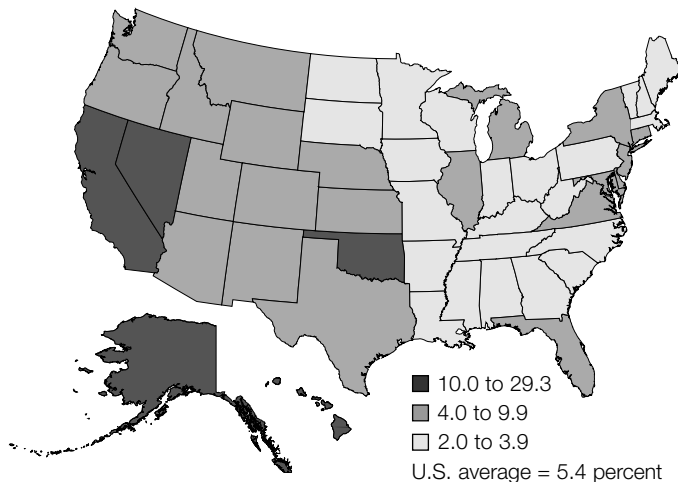 10.0 to 29.3
4.0 to 9.9
2.0 to 3.9
U.S. average = 5.4 percent